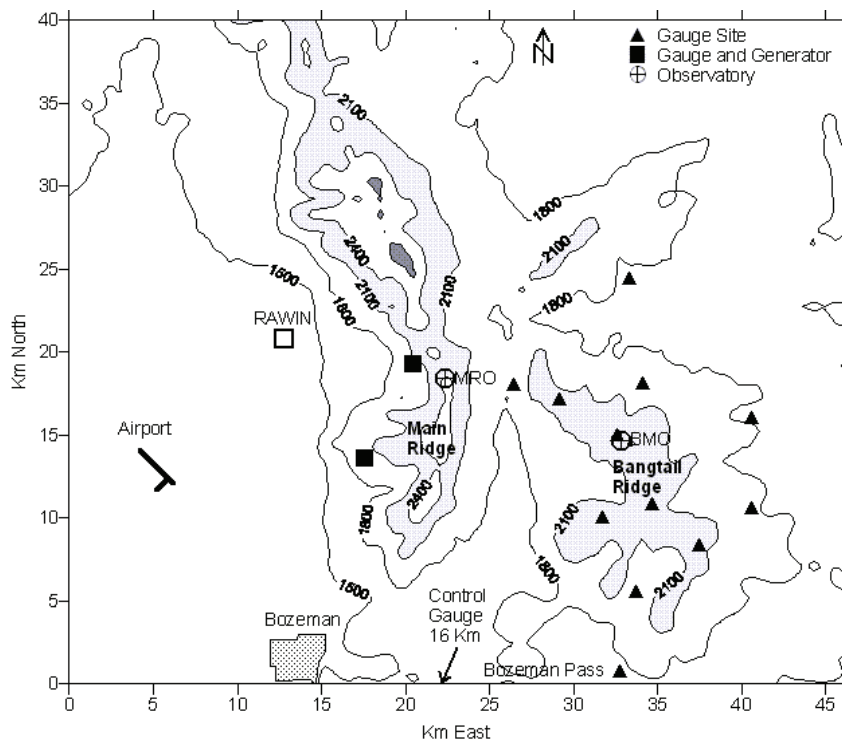 40
35
30
25
20
15
10
5
0
Km North
0
5
10
15
20
25
30
35
40
45
Km East
N
Gauge Site
Gauge and Generator
Observatory
2100
1800
2400
2100
2100
2100
1500
1800
1800
RAWIN
MRO
Airport
Main
Ridge
BMO
Bangtail
Ridge
2400
1800
2100
1800
2100
1500
Control
Gauge
16 Km
Bozeman
Bozeman Pass